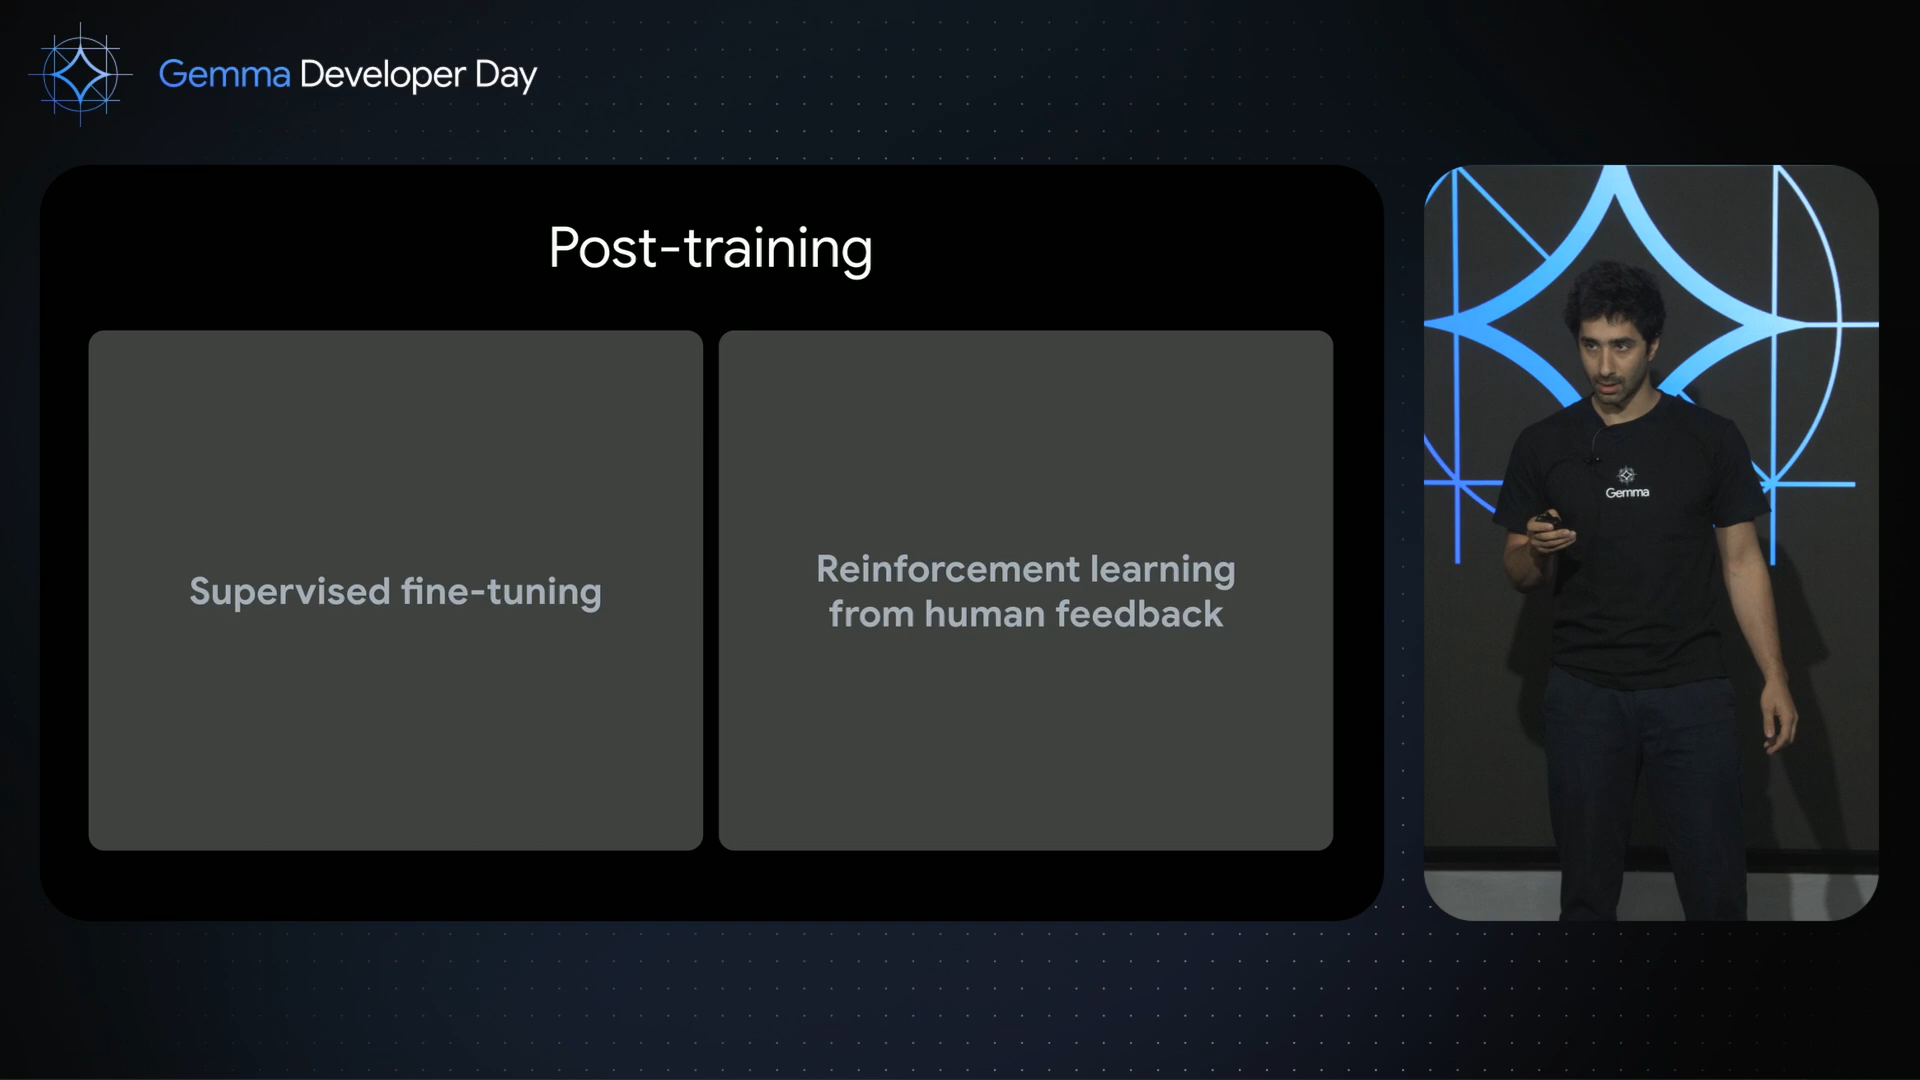 Gemma Developer Day
Post-training
Supervised fine-tuning
Reinforcement learning
from human feedback
Gemma